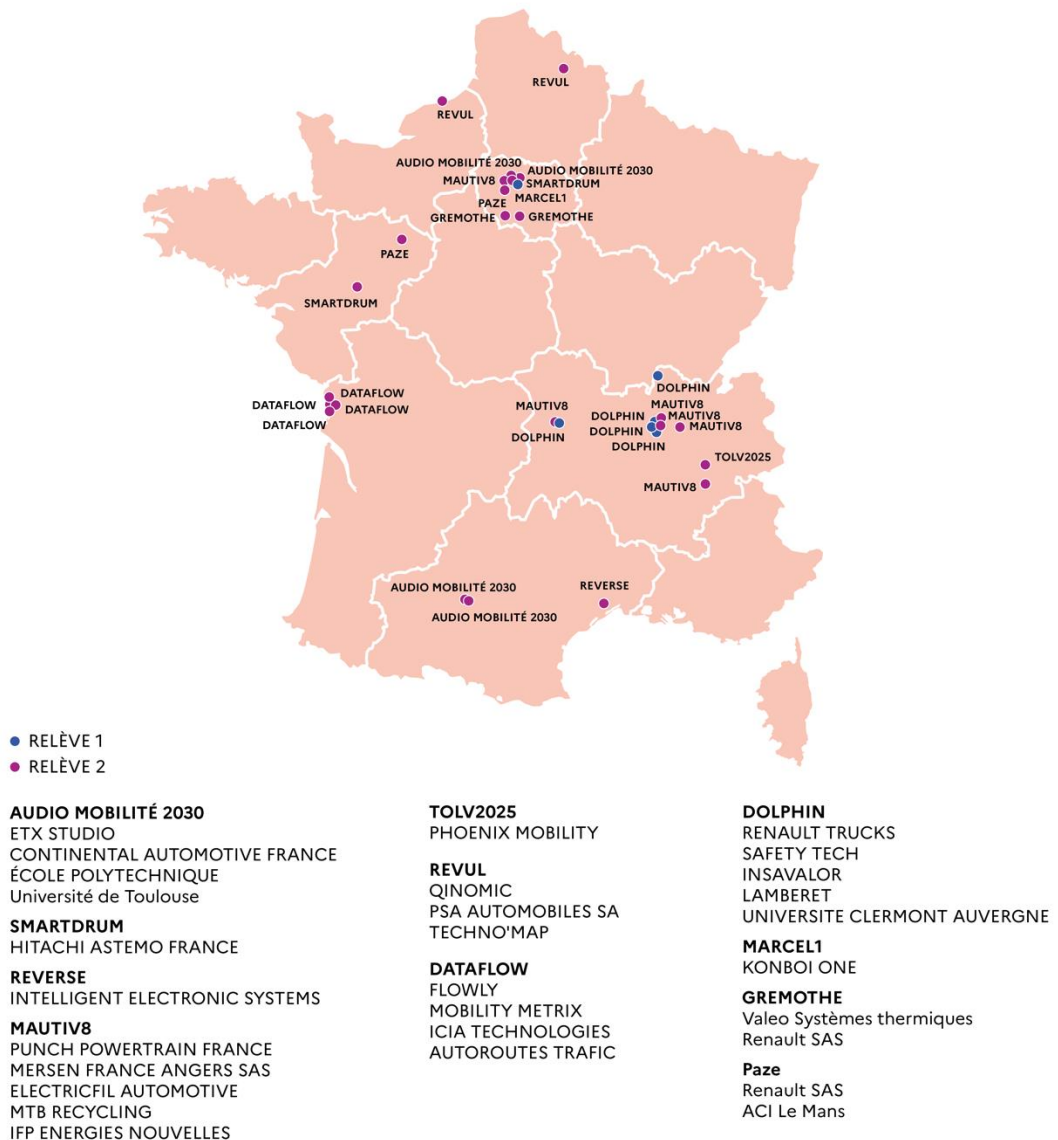 REVUL
REVUL
AUDIO MOBILITÉ 2030
AUDIO MOBILITÉ 2030
MAUTIV8
SMARTDRUM
PAZE
MARCEL1
GREMOTHE
GREMOTHE
PAZE
SMARTDRUM
DOLPHIN
DATAFLOW
DATAFLOW
DATAFLOW
DATAFLOW
MAUTIV8
DOLPHIN
MAUTIV8
DOLPHIN
MAUTIV8
DOLPHIN
MAUTIV8
DOLPHIN
TOLV2025
MAUTIV8
AUDIO MOBILITÉ 2030
REVERSE
AUDIO MOBILITÉ 2030
RELÈVE 1
RELÈVE 2
AUDIO MOBILITÉ 2030
ETX STUDIO
CONTINENTAL AUTOMOTIVE FRANCE
ÉCOLE POLYTECHNIQUE
Université de Toulouse
SMARTDRUM
HITACHI ASTEMO FRANCE
REVERSE
INTELLIGENT ELECTRONIC SYSTEMS
MAUTIV8
PUNCH POWERTRAIN FRANCE
MERSEN FRANCE ANGERS SAS
ELECTRICFIL AUTOMOTIVE
MTB RECYCLING
IFP ENERGIES NOUVELLES
TOLV2025
PHOENIX MOBILITY
REVUL
QINOMIC
PSA AUTOMOBILES SA
TECHNO'MAP
DATAFLOW
FLOWLY
MOBILITY METRIX
ICIA TECHNOLOGIES
AUTOROUTES TRAFIC
DOLPHIN
RENAULT TRUCKS
SAFETY TECH
INSAVALOR
LAMBERET
UNIVERSITE CLERMONT AUVERGNE
MARCEL1
KONBOI ONE
GREMOTHE
Valeo Systèmes thermiques
Renault SAS
Paze
Renault SAS
ACI Le Mans